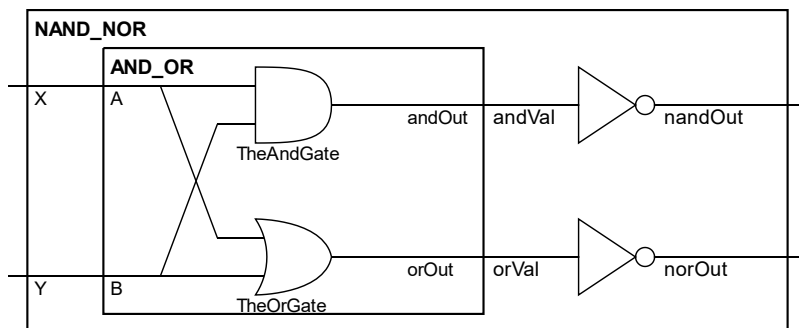 NAND_NOR
AND_OR
X
A
andOut
andVal
nandOut
TheAndGate
Y
B
orOut
orVal
norOut
TheOrGate